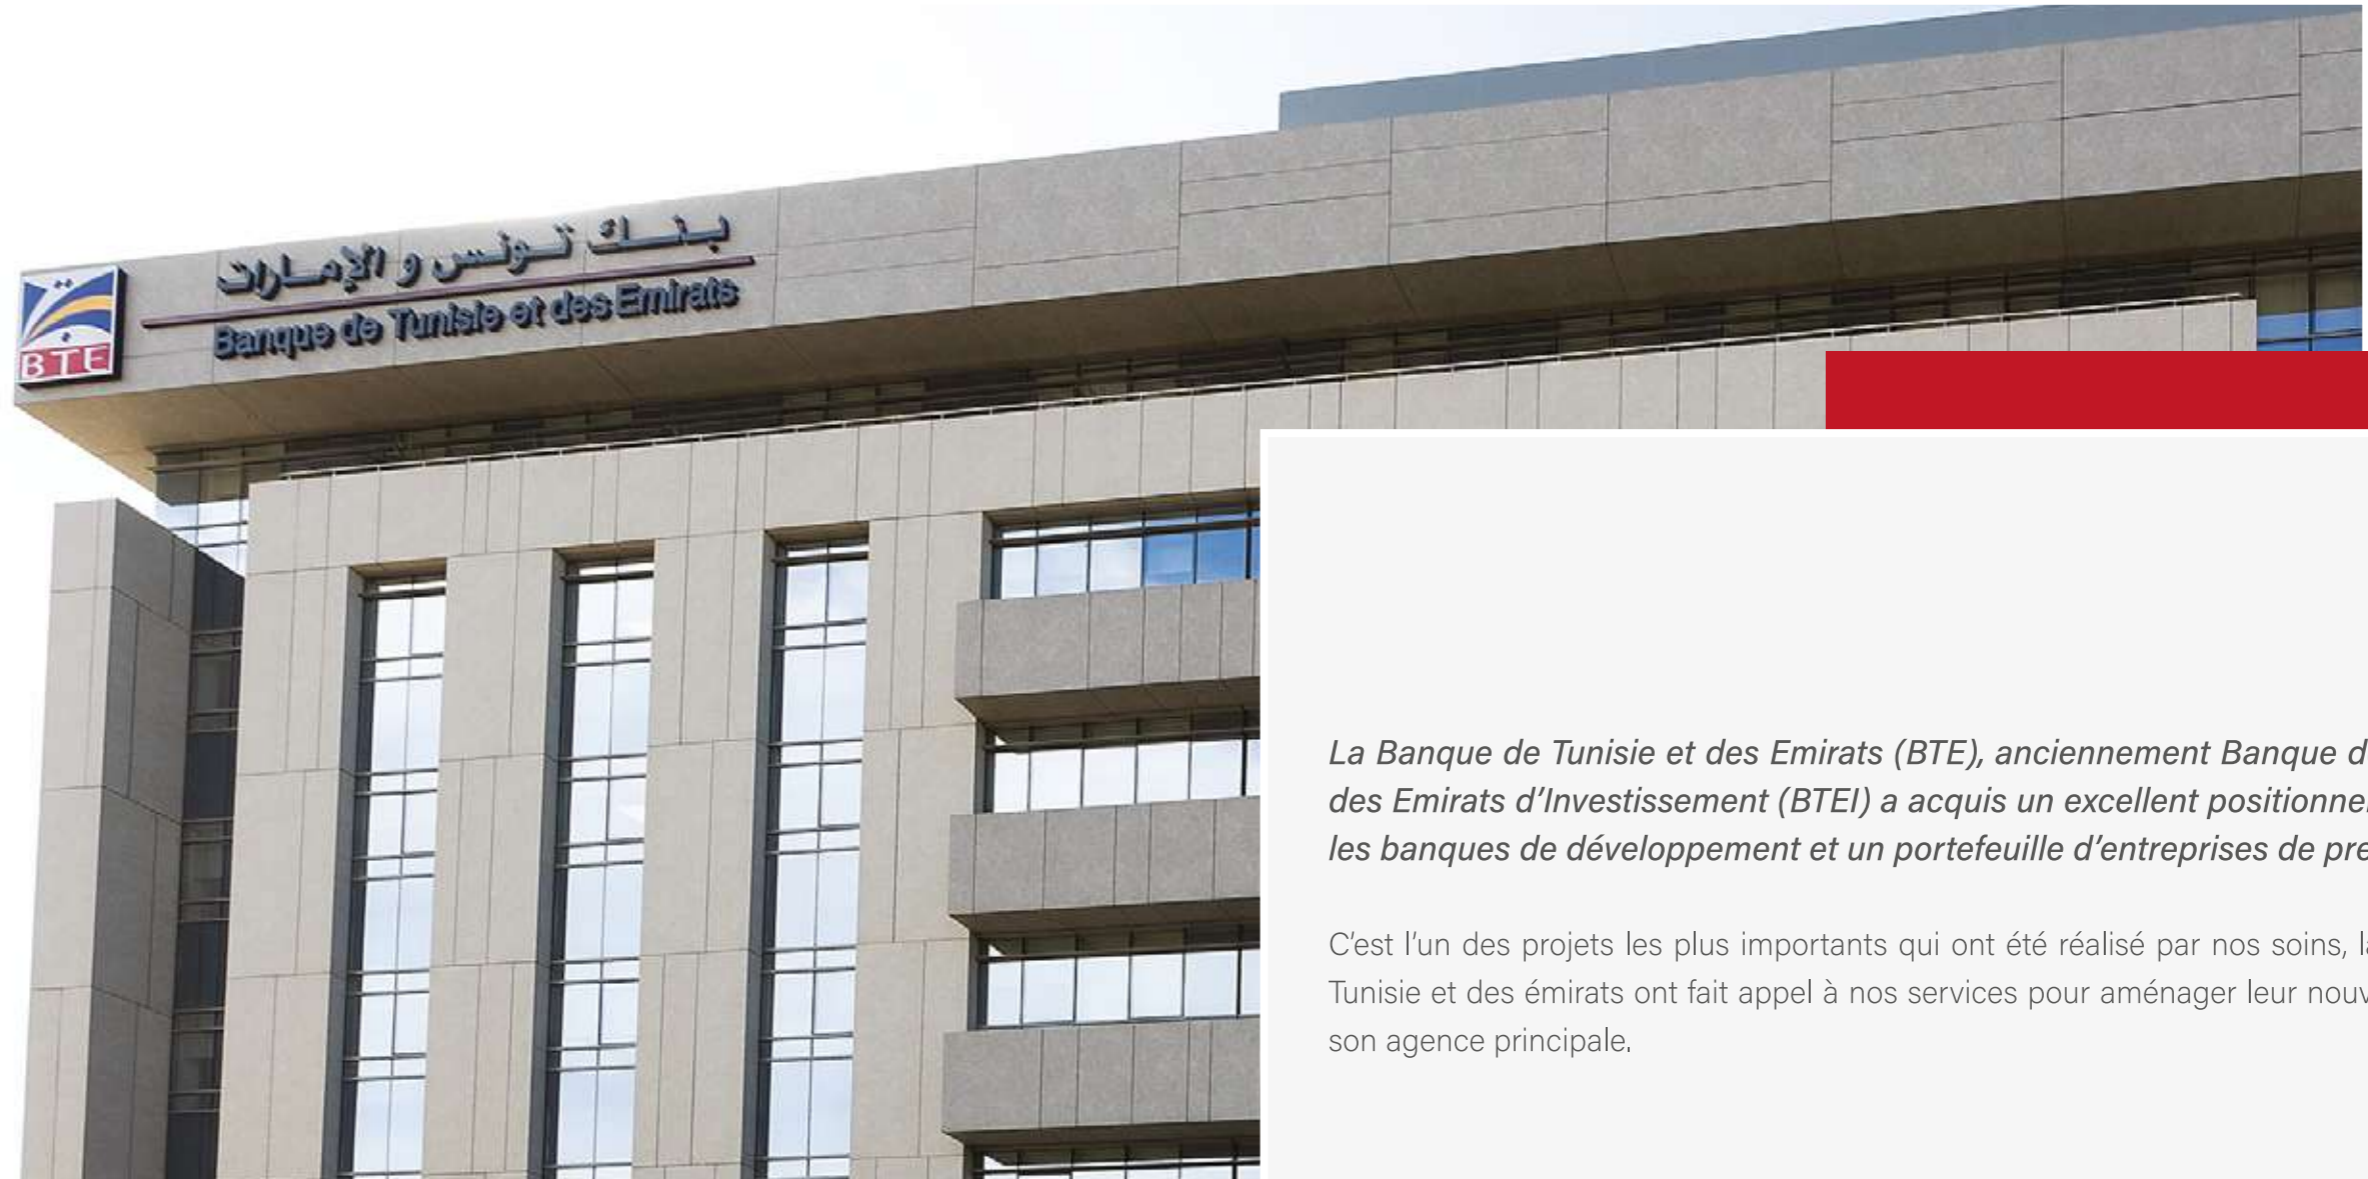 بنك تونس و الإمارات
Banque de Tunisie et des Emirats
BTE
La Banque de Tunisie et des Emirats (BTE), anciennement Banque d
des Emirats d’Investissement (BTEI) a acquis un excellent positionne
les banques de développement et un portefeuille d’entreprises de pre
C’est l’un des projets les plus importants qui ont été réalisé par nos soins, la
Tunisie et des émirats ont fait appel à nos services pour aménager leur nouv
son agence principale.